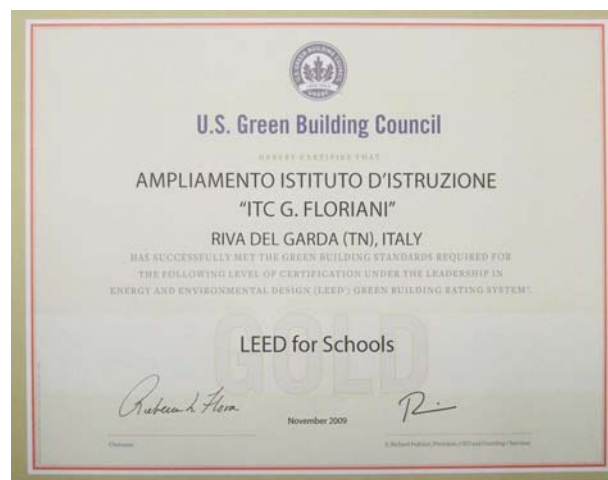 U.S. Green Building Council
HEREBY CERTIFIES THAT
AMPLIAMENTO ISTITUTO D'ISTRUZIONE
"ITC G. FLORIANI"
RIVA DEL GARDA (TN), ITALY
HAS SUCCESSFULLY MET THE GREEN BUILDING STANDARDS REQUIRED FOR
THE FOLLOWING LEVEL OF CERTIFICATION UNDER THE LEADERSHIP IN
ENERGY AND ENVIRONMENTAL DESIGN (LEED®) GREEN BUILDING RATING SYSTEM™.
GOLD
LEED for Schools
November 2009